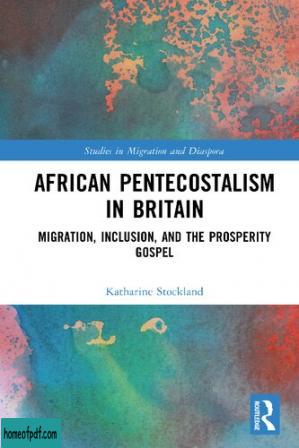 Studies in Migration and Diaspora
AFRICAN PENTECOSTALISM
IN BRITAIN
MIGRATION, INCLUSION, AND THE PROSPERITY
GOSPEL
Katharine Stockland
homeofpdf.com
ROUTLEDGE